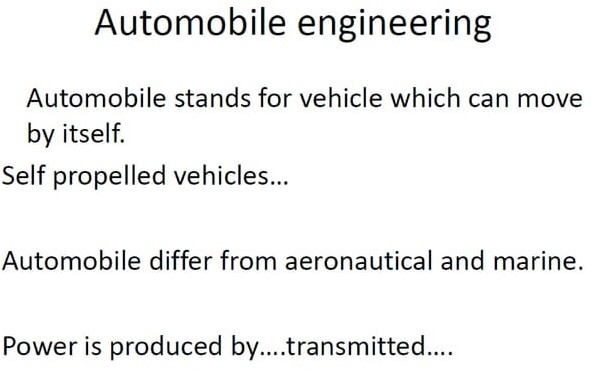 Automobile engineering
Automobile stands for vehicle which can move
by itself.
Self propelled vehicles...
Automobile differ from aeronautical and marine.
Power is produced by....transmitted....